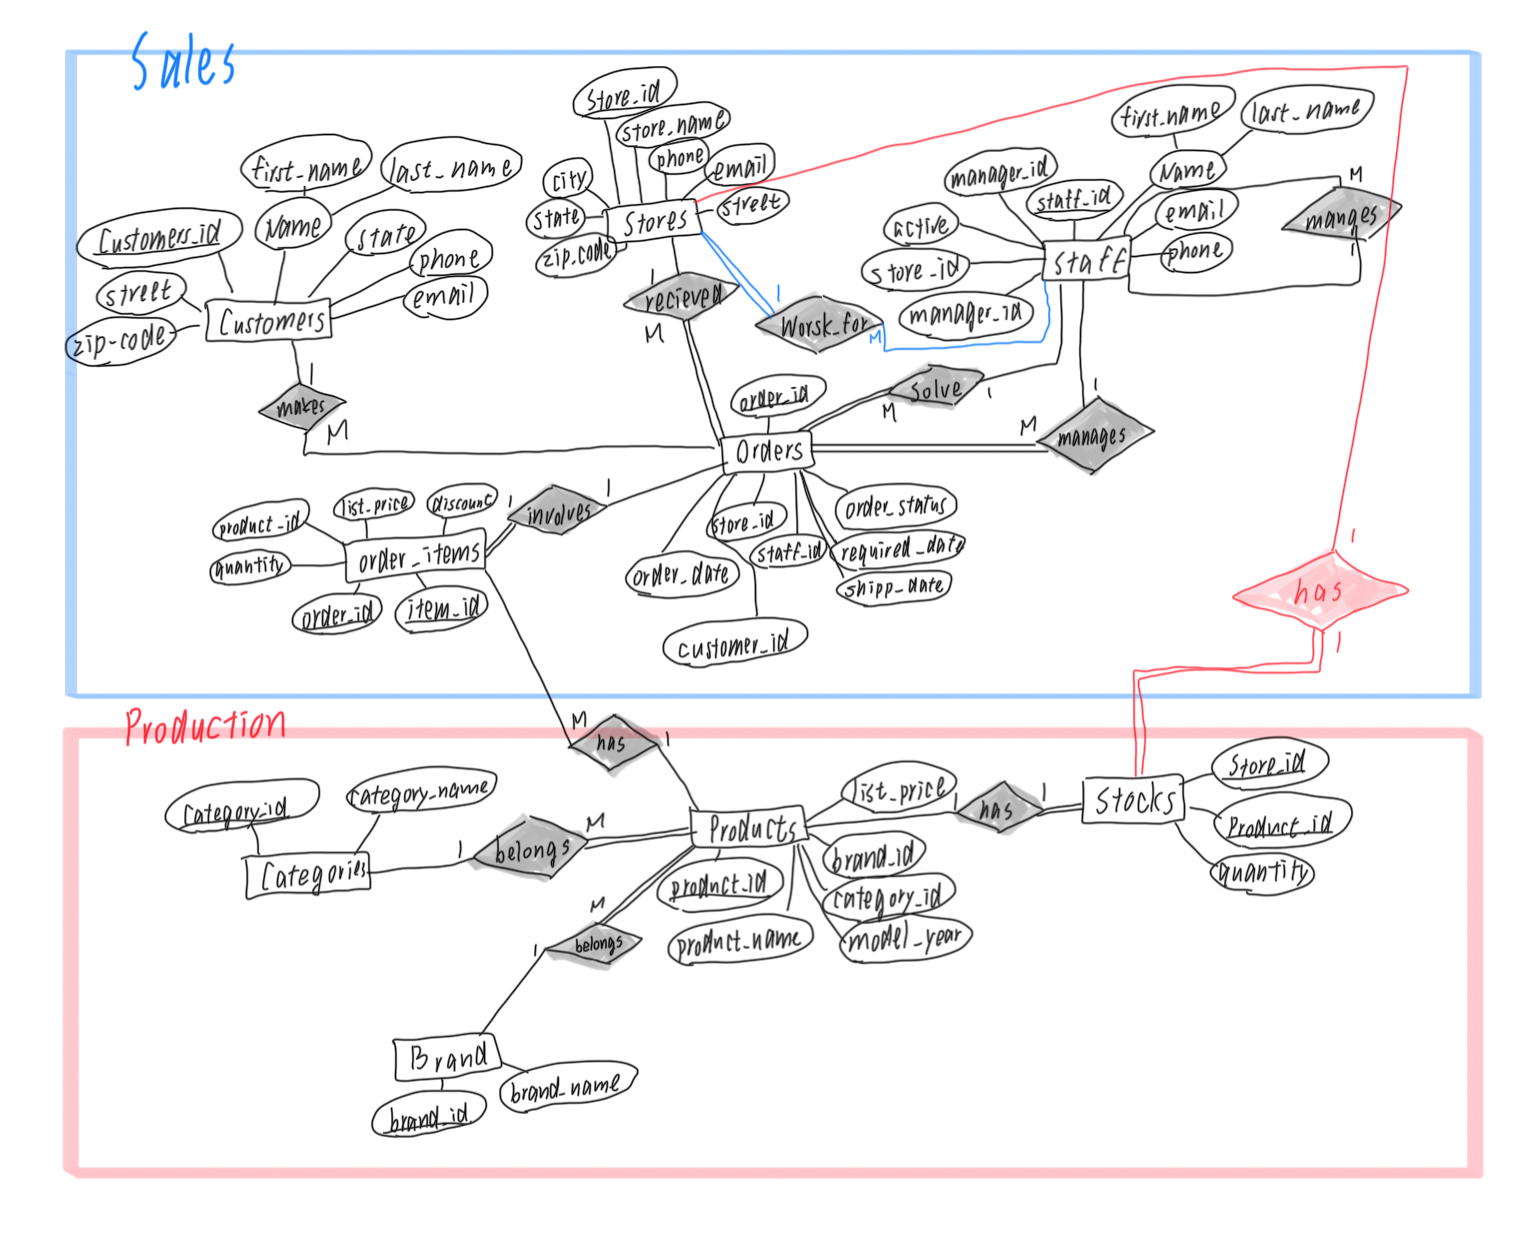 Sales
Store_id
store_name
phone
email
city
state
zip_code
street
Stores
first_name
last_name
Name
Customers_id
state
phone
email
street
zip-code
Customers
first_name
last_name
Name
manager_id
staff_id
active
store_id
manager_id
email
phone
Staff
M
manges
1
1
recieved
M
1
Worsk_for
M
1
makes
M
solve
M
1
1
M
manages
order_id
Orders
1
involves
1
product_id
list_price
discount
quantity
order_items
order_id
item_id
order_date
store_id
staff_id
order_status
required_date
shipp_date
customer_id
1
has
1
Production
M
has
1
category_id
category_name
Categories
1
belongs
M
Products
list_price
brand_id
category_id
model_year
product_id
product_name
1
has
1
Stocks
Store_id
Product_id
quantity
M
belongs
1
Brand
brand_id
brand_name